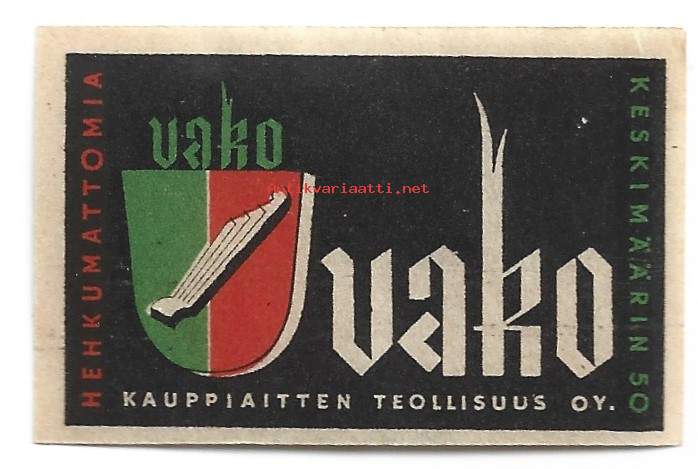 HEHKUMATTOMIA
vako
vako
KAUPPIAITTEN TEOLLISUUS OY.
KESKIMÄÄRIN 50
antikvariaatti.net